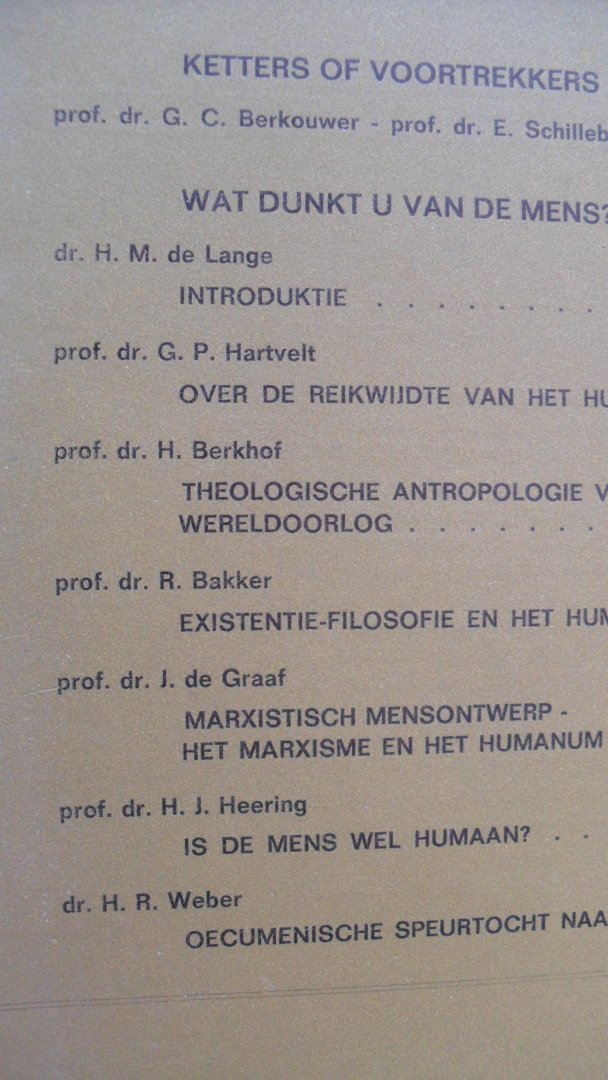 KETTERS OF VOORTREKKERS
prof. dr. G. C. Berkouwer - prof. dr. E. Schilleb
WAT DUNKT U VAN DE MENS?
dr. H. M. de Lange
INTRODUKTIE . . . . . . . .
prof. dr. G. P. Hartvelt
OVER DE REIKWIJDTE VAN HET HU
prof. dr. H. Berkhof
THEOLOGISCHE ANTROPOLOGIE V
WERELDOORLOG . . . . . . .
prof. dr. R. Bakker
EXISTENTIE-FILOSOFIE EN HET HUM
prof. dr. J. de Graaf
MARXISTISCH MENSONTWERP -
HET MARXISME EN HET HUMANUM
prof. dr. H. J. Heering
IS DE MENS WEL HUMAAN? . .
dr. H. R. Weber
OECUMENISCHE SPEURTOCHT NAA